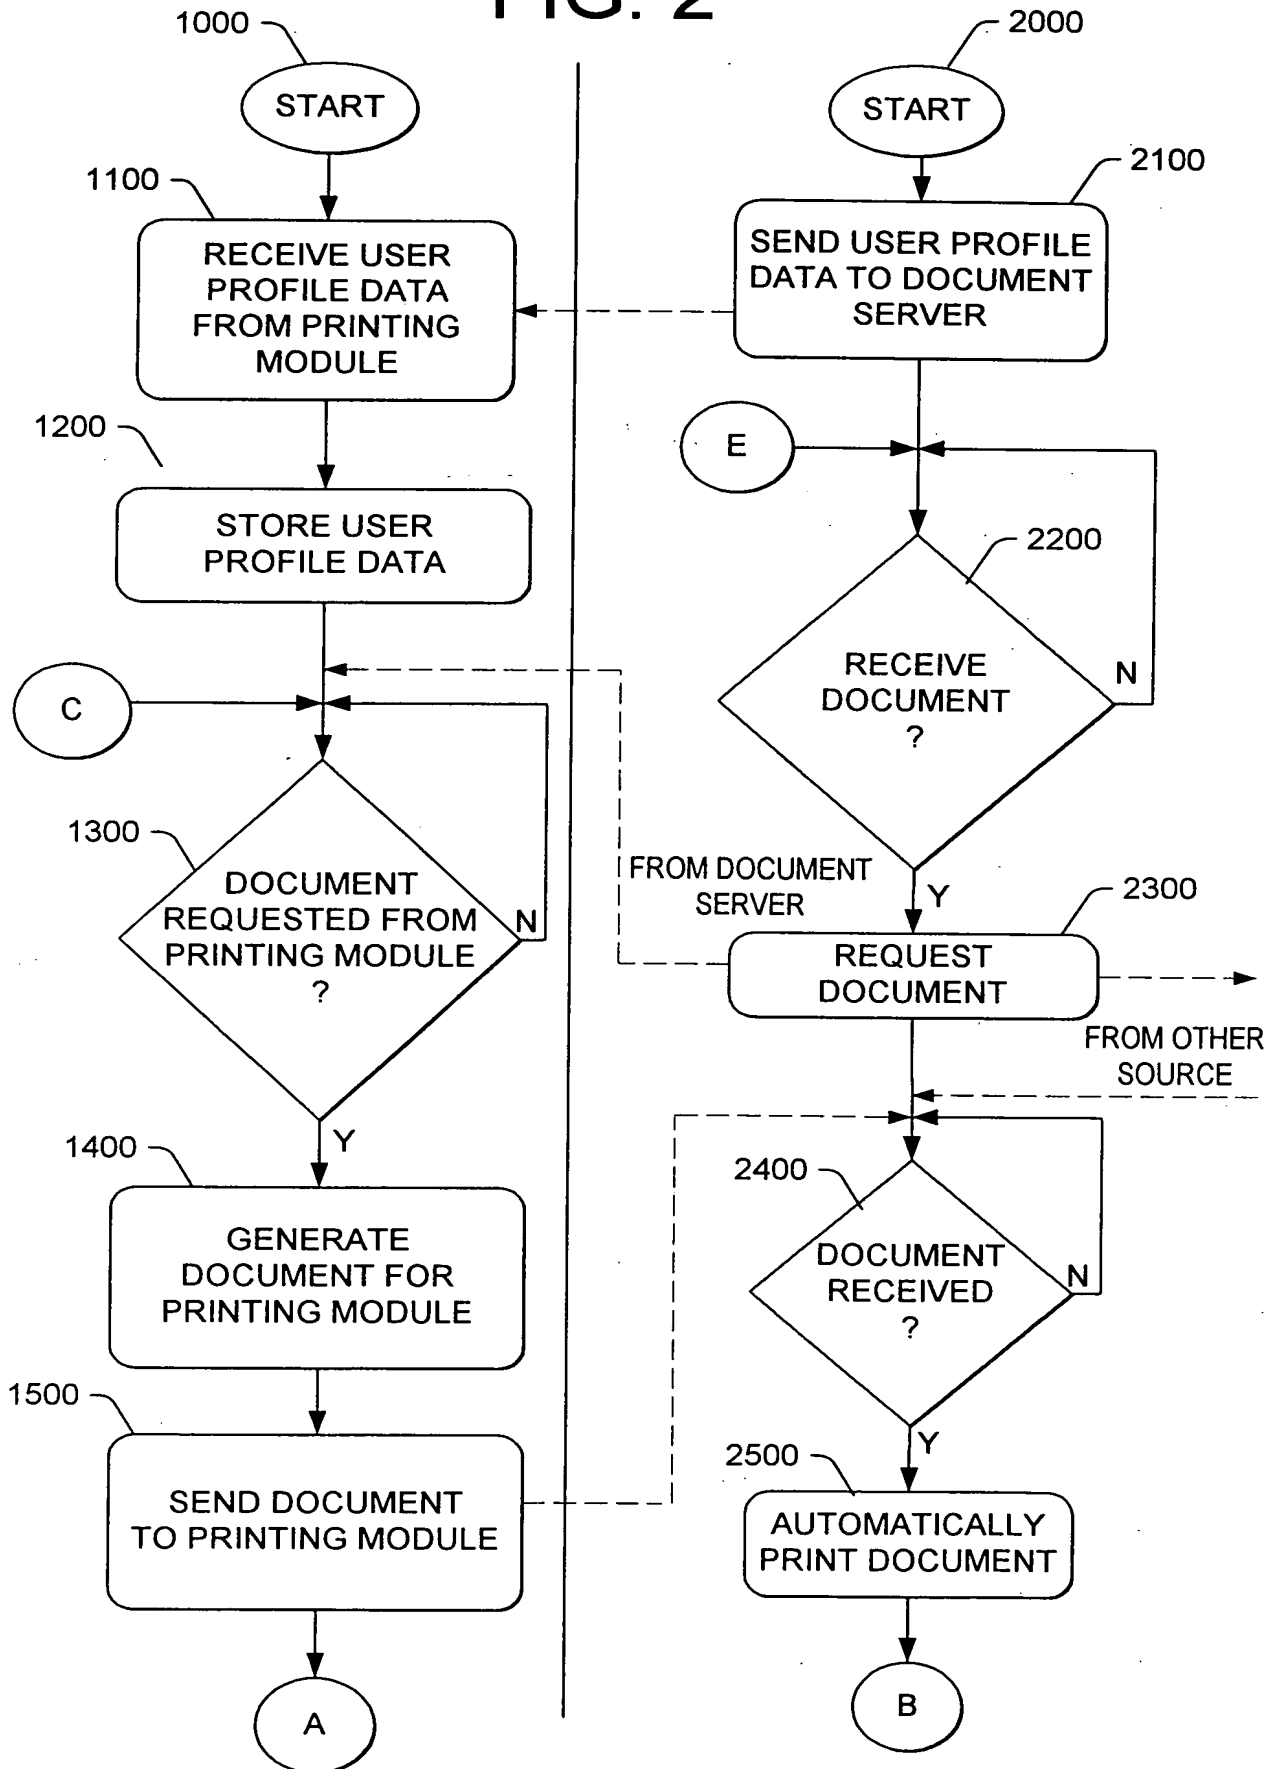 FIG. 2
1000
START
1100
RECEIVE USER
PROFILE DATA
FROM PRINTING
MODULE
1200
STORE USER
PROFILE DATA
C
1300
DOCUMENT
REQUESTED FROM
PRINTING MODULE
?
N
Y
1400
GENERATE
DOCUMENT FOR
PRINTING MODULE
1500
SEND DOCUMENT
TO PRINTING MODULE
A
2000
START
2100
SEND USER PROFILE
DATA TO DOCUMENT
SERVER
E
2200
RECEIVE
DOCUMENT
?
N
Y
FROM DOCUMENT
SERVER
2300
REQUEST
DOCUMENT
FROM OTHER
SOURCE
2400
DOCUMENT
RECEIVED
?
N
Y
2500
AUTOMATICALLY
PRINT DOCUMENT
B